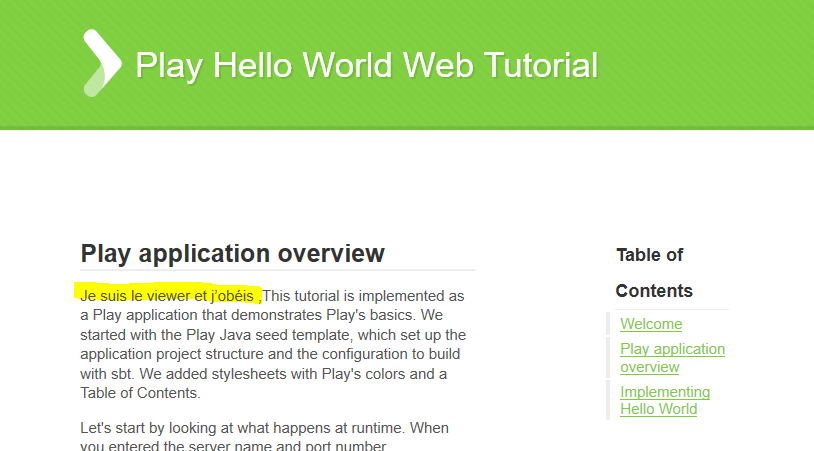 Play Hello World Web Tutorial
Play application overview
Je suis le viewer et j'obéis ,This tutorial is implemented as
a Play application that demonstrates Play's basics. We
started with the Play Java seed template, which set up the
application project structure and the configuration to build
with sbt. We added stylesheets with Play's colors and a
Table of Contents.
Let's start by looking at what happens at runtime. When
you entered the server name and port number
Table of
Contents
Welcome
Play application
overview
Implementing
Hello World